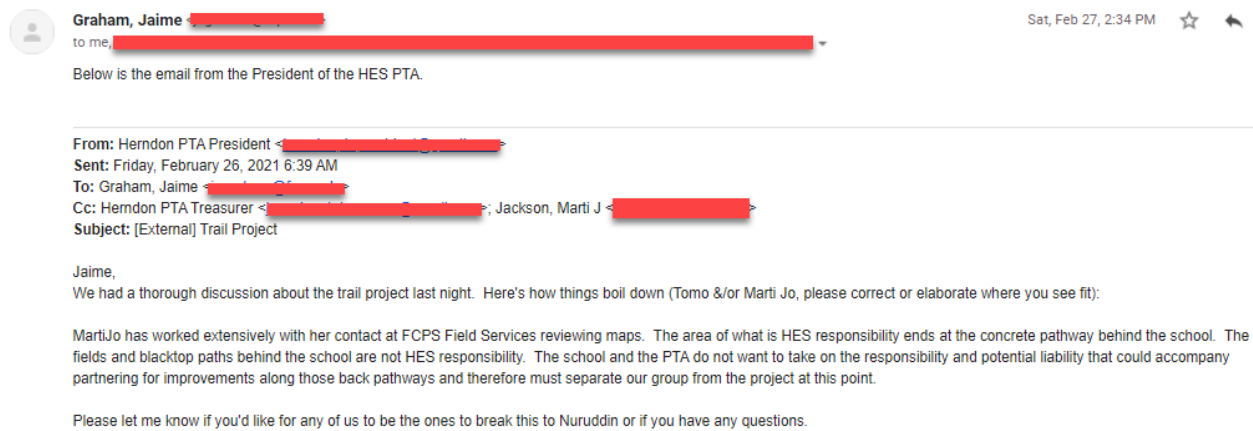 Graham, Jaime
Sat, Feb 27, 2:34 PM
to me,
Below is the email from the President of the HES PTA.
From: Herndon PTA President <
Sent: Friday, February 26, 2021 6:39 AM
To: Graham, Jaime <
Cc: Herndon PTA Treasurer < >; Jackson, Marti J < >
Subject: [External] Trail Project
Jaime,
We had a thorough discussion about the trail project last night. Here's how things boil down (Tomo &/or Marti Jo, please correct or elaborate where you see fit):
MartiJo has worked extensively with her contact at FCPS Field Services reviewing maps. The area of what is HES responsibility ends at the concrete pathway behind the school. The
fields and blacktop paths behind the school are not HES responsibility. The school and the PTA do not want to take on the responsibility and potential liability that could accompany
partnering for improvements along those back pathways and therefore must separate our group from the project at this point.
Please let me know if you'd like for any of us to be the ones to break this to Nuruddin or if you have any questions.